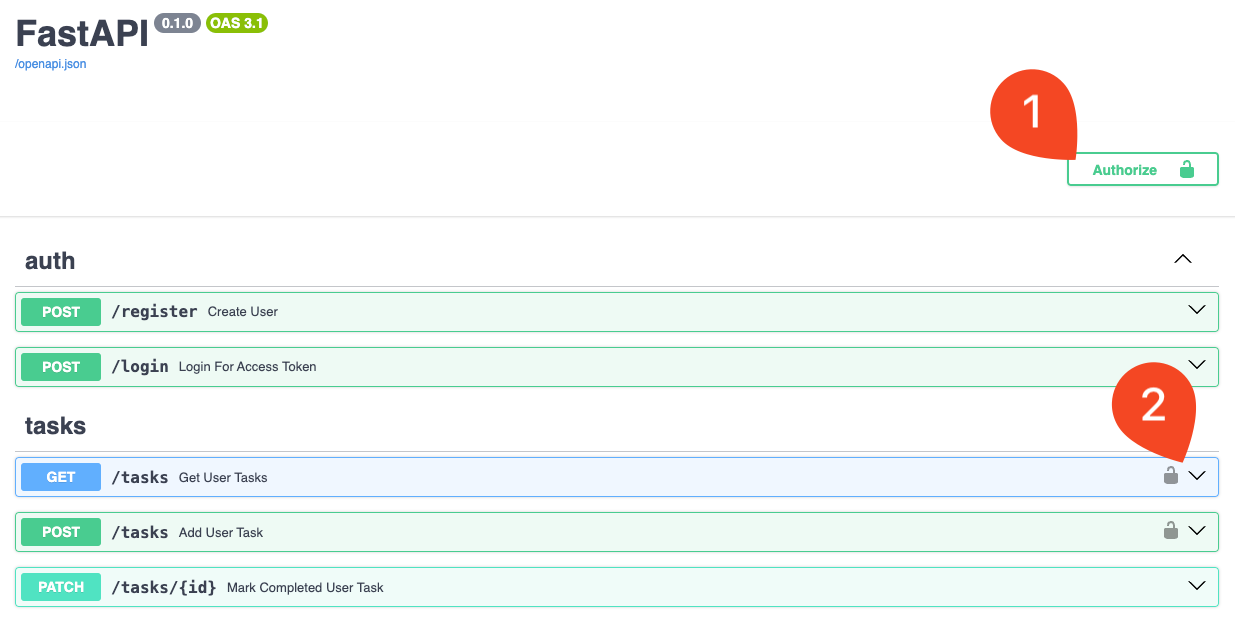 FastAPI 0.1.0 OAS 3.1
/openapi.json
1
Authorize
auth
POST /register Create User
POST /login Login For Access Token
2
tasks
GET /tasks Get User Tasks
POST /tasks Add User Task
PATCH /tasks/{id} Mark Completed User Task